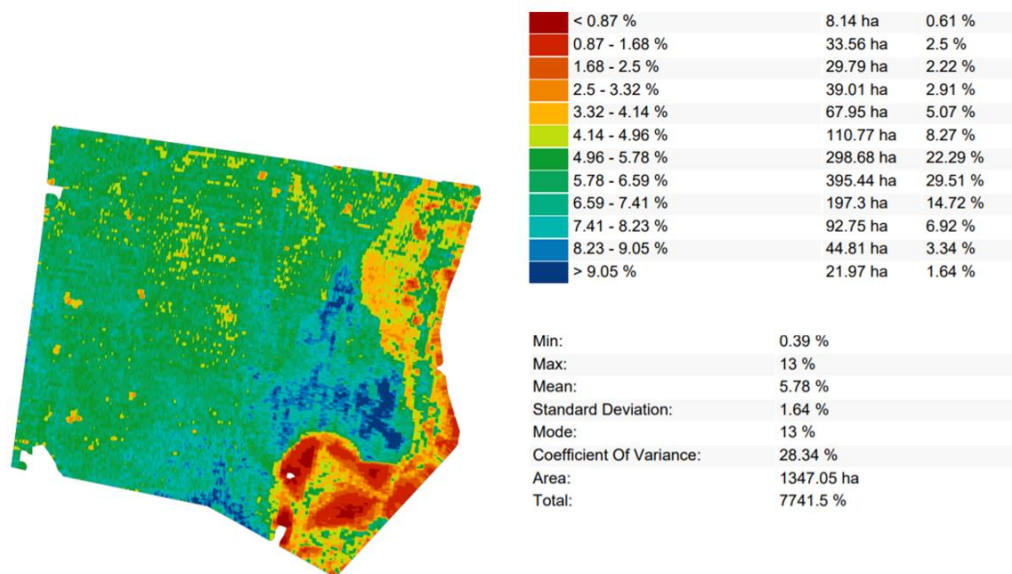 < 0.87 % 8.14 ha 0.61 %
0.87 - 1.68 % 33.56 ha 2.5 %
1.68 - 2.5 % 29.79 ha 2.22 %
2.5 - 3.32 % 39.01 ha 2.91 %
3.32 - 4.14 % 67.95 ha 5.07 %
4.14 - 4.96 % 110.77 ha 8.27 %
4.96 - 5.78 % 298.68 ha 22.29 %
5.78 - 6.59 % 395.44 ha 29.51 %
6.59 - 7.41 % 197.3 ha 14.72 %
7.41 - 8.23 % 92.75 ha 6.92 %
8.23 - 9.05 % 44.81 ha 3.34 %
> 9.05 % 21.97 ha 1.64 %
Min: 0.39 %
Max: 13 %
Mean: 5.78 %
Standard Deviation: 1.64 %
Mode: 13 %
Coefficient Of Variance: 28.34 %
Area: 1347.05 ha
Total: 7741.5 %